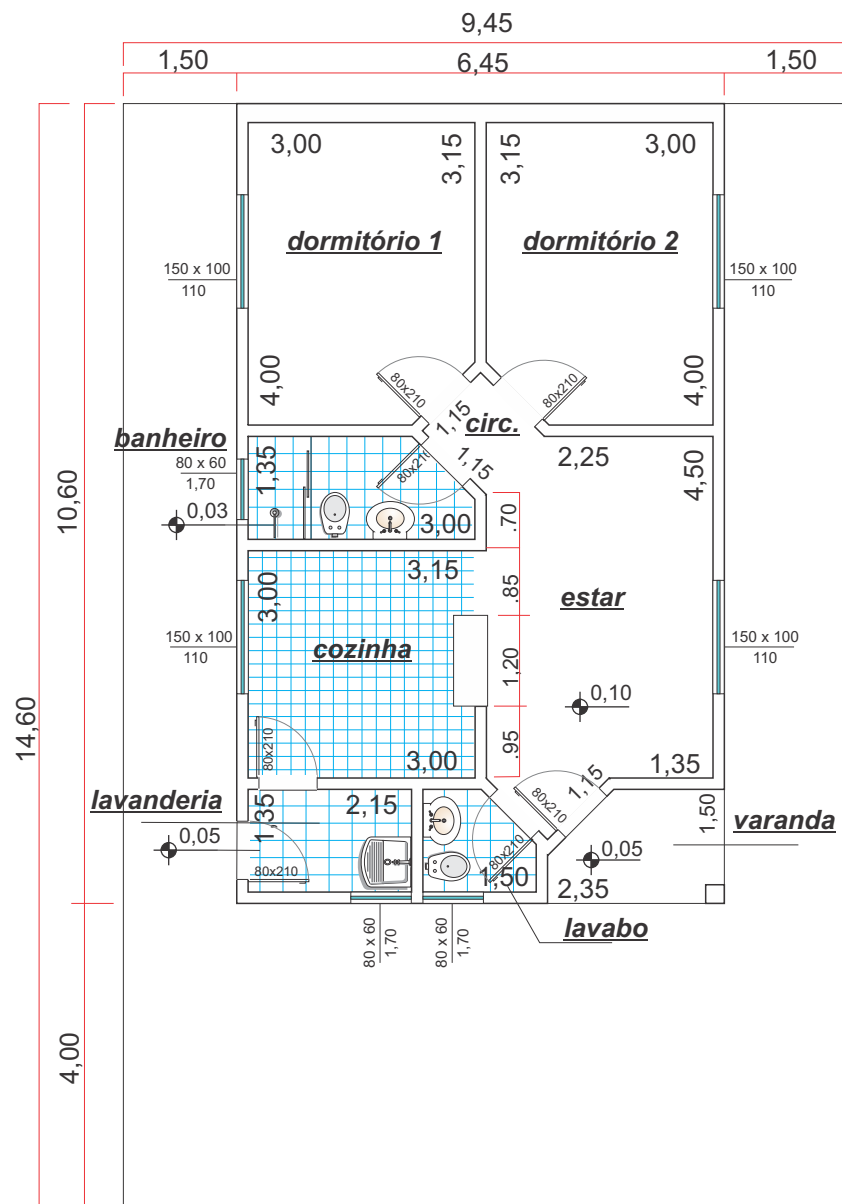 9,45
1,50
6,45
1,50
3,00
3,15
3,15
3,00
dormitório 1
dormitório 2
150 x 100
110
150 x 100
110
4,00
80x210
80x210
4,00
1,15
circ.
banheiro
80 x 60
1,70
1,35
80x210
1,15
2,25
4,50
10,60
0,03
3,00
.70
3,15
3,00
.85
estar
150 x 100
110
cozinha
1,20
150 x 100
110
0,10
14,60
80x210
3,00
.95
1,15
1,35
lavanderia
1,35
2,15
80x210
1,50
varanda
0,05
80x210
80x210
0,05
1,50
2,35
lavabo
80 x 60
1,70
80 x 60
1,70
4,00